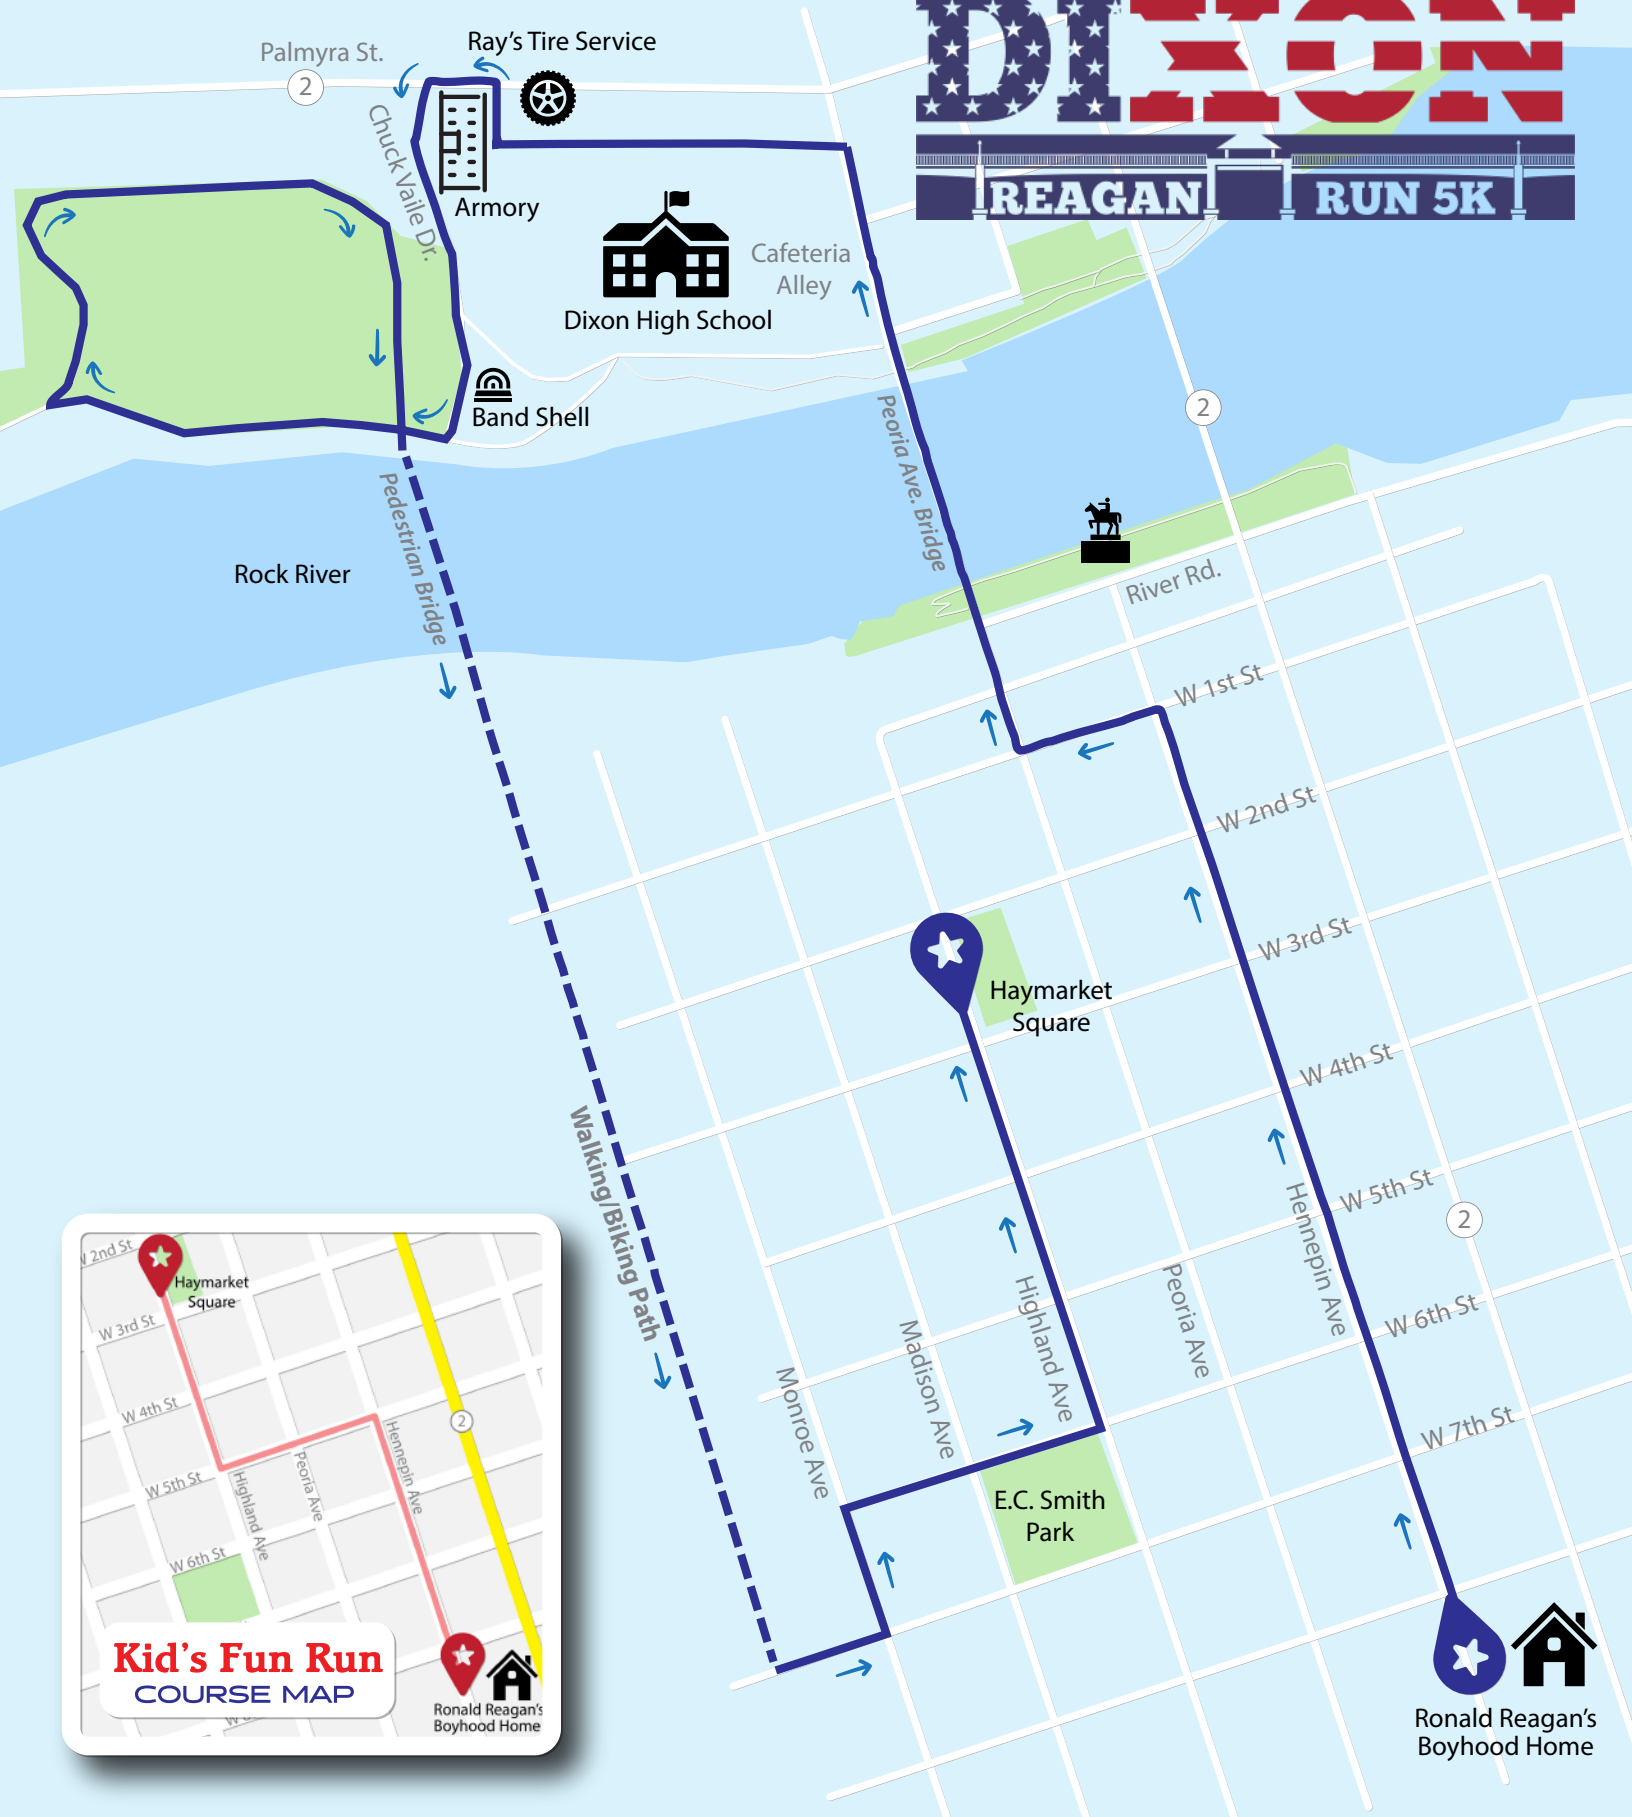 DIXON
REAGAN RUN 5K
Ray's Tire Service
Palmyra St.
2
Chuck Vaile Dr.
Armory
Cafeteria
Alley
Dixon High School
Band Shell
2
Peoria Ave. Bridge
Pedestrian Bridge
Rock River
River Rd.
W 1st St
W 2nd St
W 3rd St
Haymarket
Square
W 4th St
W 5th St
2
Walking/Biking Path
Hennepin Ave
Peoria Ave
Highland Ave
Madison Ave
Monroe Ave
W 6th St
W 7th St
E.C. Smith
Park
Ronald Reagan's
Boyhood Home
W 2nd St
Haymarket
Square
W 3rd St
W 4th St
2
W 5th St
Highland Ave
Peoria Ave
Hennepin Ave
W 6th St
Kid's Fun Run
COURSE MAP
Ronald Reagan's
Boyhood Home